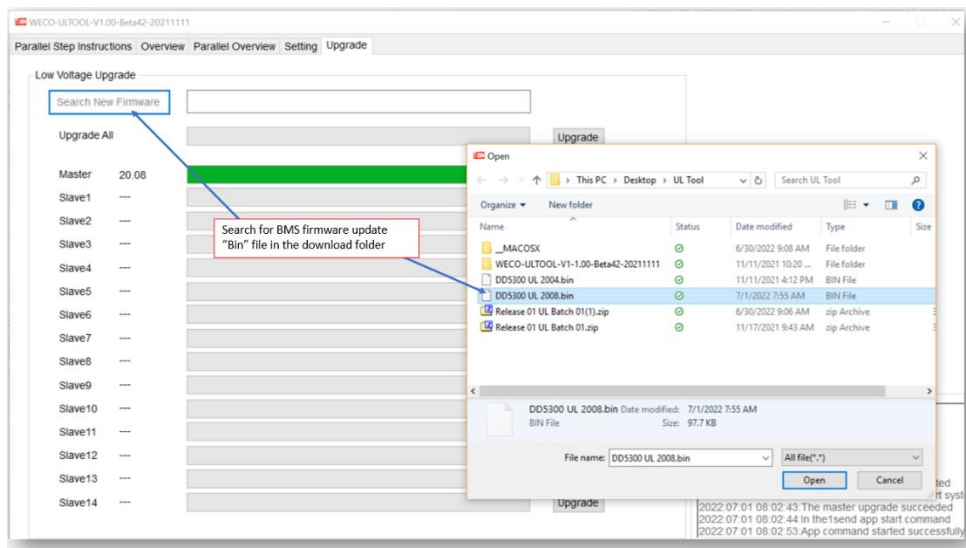 WECO-ULTOOL-V1.00-Beta42-20211111
Parallel Step Instructions Overview Parallel Overview Setting Upgrade
Low Voltage Upgrade
Search New Firmware
Upgrade All
Upgrade
Master 20.08
Slave1 ---
Slave2 ---
Slave3 ---
Slave4 ---
Slave5 ---
Slave6 ---
Slave7 ---
Slave8 ---
Slave9 ---
Slave10 ---
Slave11 ---
Slave12 ---
Slave13 ---
Slave14 ---
Upgrade
Search for BMS firmware update
"Bin" file in the download folder
Open
This PC > Desktop > UL Tool
Search UL Tool
Organize
New folder
Name Status Date modified Type Size
__MACOSX 6/30/2022 9:08 AM File folder
WECO-ULTOOL-V1-1.00-Beta42-20211111 11/11/2021 10:20 ... File folder
DD5300 UL 2004.bin 11/11/2021 4:12 PM BIN File
DD5300 UL 2008.bin 7/1/2022 7:55 AM BIN File
Release 01 UL Batch 01(1).zip 6/30/2022 9:06 AM zip Archive
Release 01 UL Batch 01.zip 11/17/2021 9:43 AM zip Archive
DD5300 UL 2008.bin Date modified: 7/1/2022 7:55 AM
BIN File Size: 97.7 KB
File name: DD5300 UL 2008.bin
All file(*.*)
Open
Cancel
2022:07:01 08:02:43:The master upgrade succeeded
2022:07:01 08:02:44:In the1send app start command
2022:07:01 08:02:53:App command started successfully